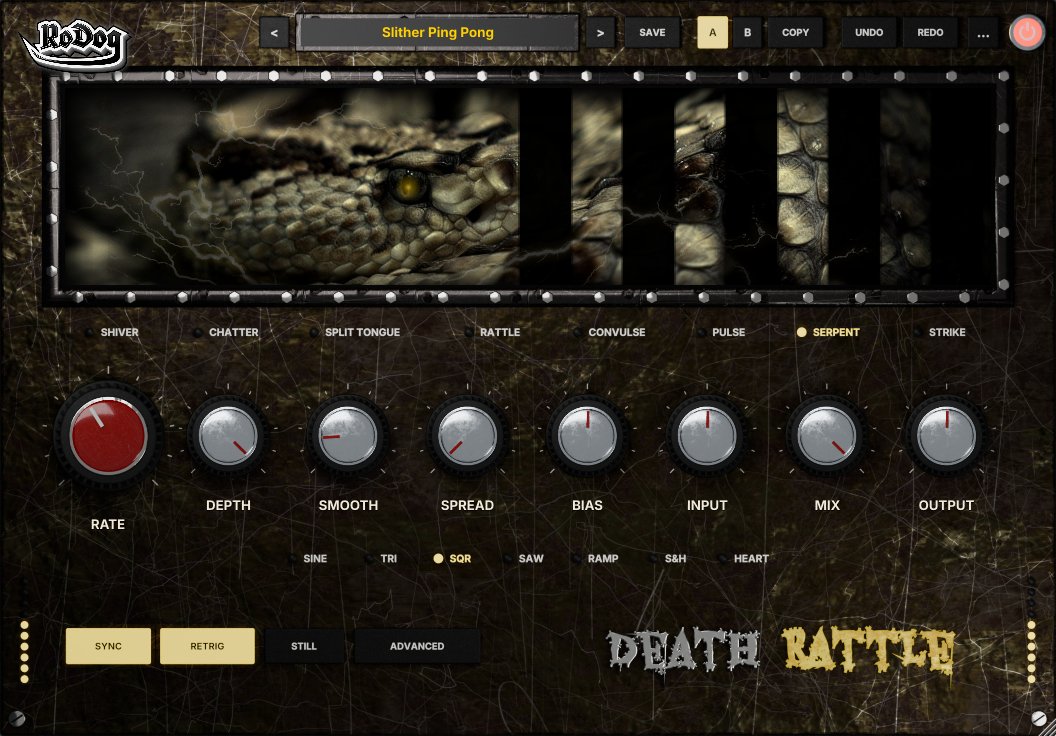 RoDog
< Slither Ping Pong > SAVE A B COPY UNDO REDO ...
SHIVER CHATTER SPLIT TONGUE RATTLE CONVULSE PULSE SERPENT STRIKE
RATE DEPTH SMOOTH SPREAD BIAS INPUT MIX OUTPUT
SINE TRI SQR SAW RAMP S&H HEART
SYNC RETRIG STILL ADVANCED
DEATH RATTLE